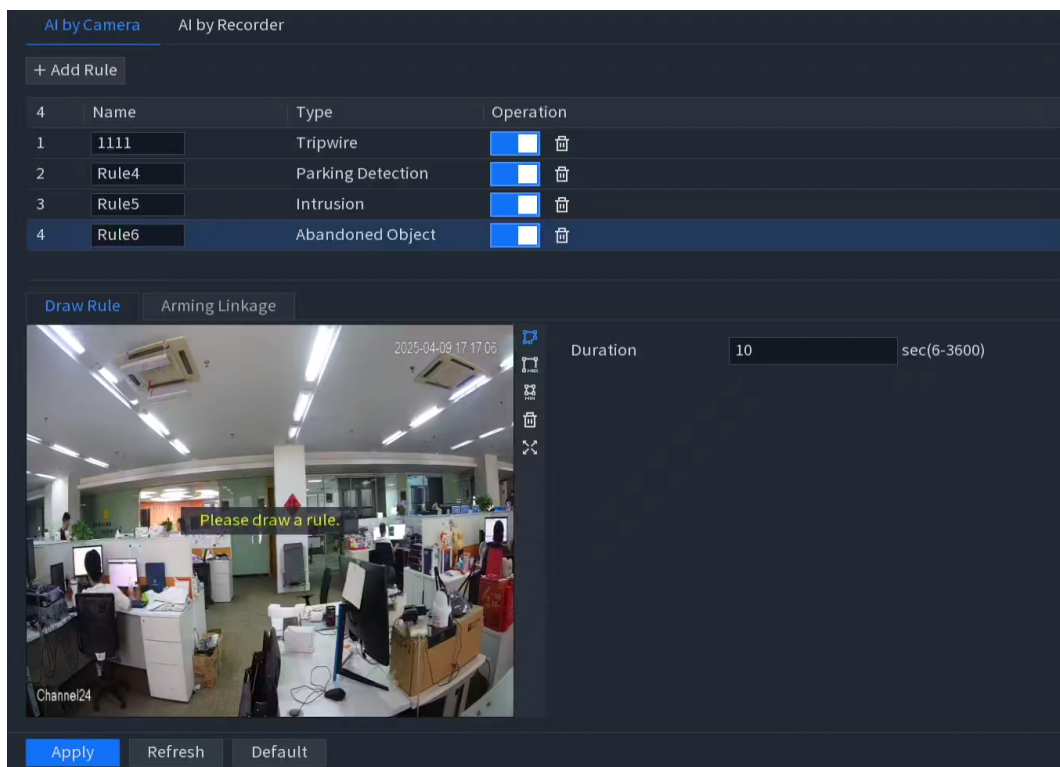 AI by Camera AI by Recorder
+ Add Rule
4 Name Type Operation
1 1111 Tripwire
2 Rule4 Parking Detection
3 Rule5 Intrusion
4 Rule6 Abandoned Object
Draw Rule Arming Linkage
2025-04-09 17 17 06
Duration 10 sec(6-3600)
Please draw a rule.
Channel24
Apply Refresh Default